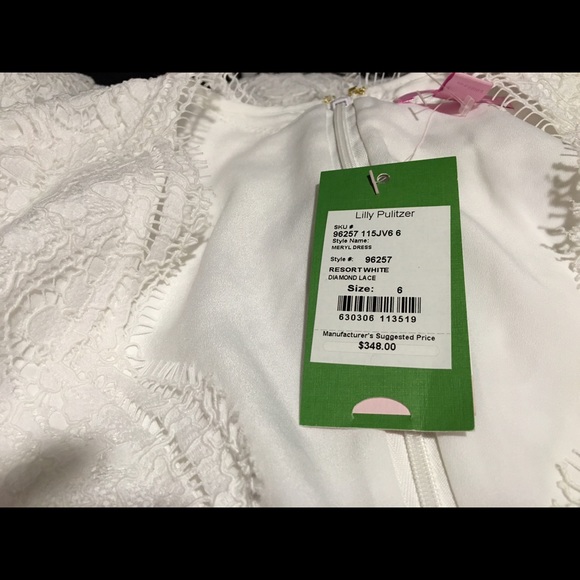 Lilly Pulitzer
SKU #
96257 115JV6 6
Style Name:
MERYL DRESS
Style #: 96257
RESORT WHITE
DIAMOND LACE
Size: 6
630306 113519
Manufacturer's Suggested Price
$348.00